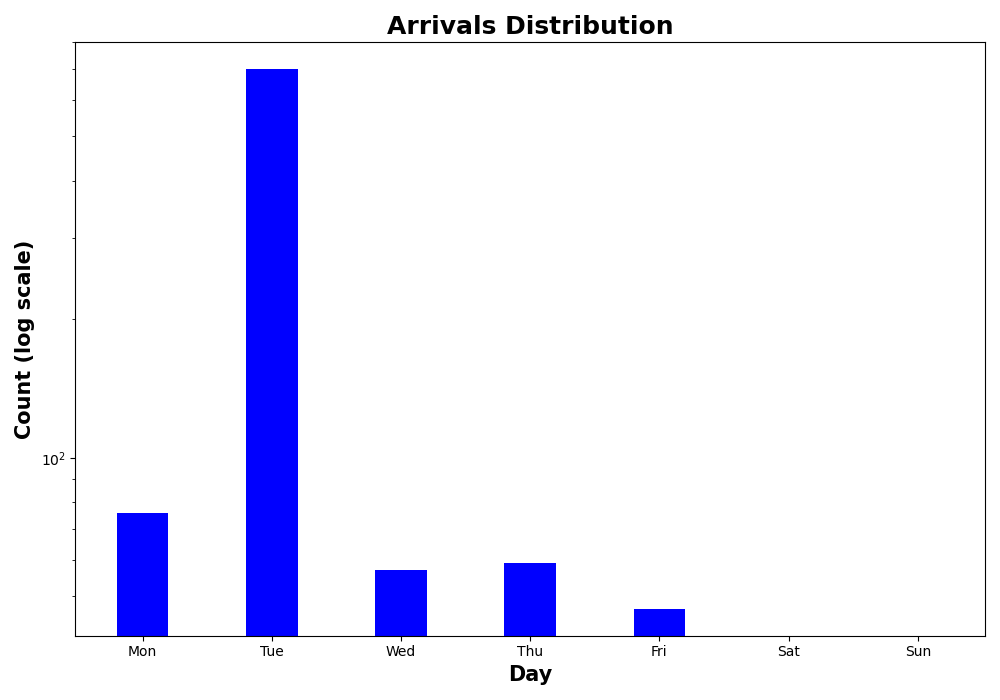 Arrivals Distribution
Count (log scale)
10²
Mon Tue Wed Thu Fri Sat Sun
Day